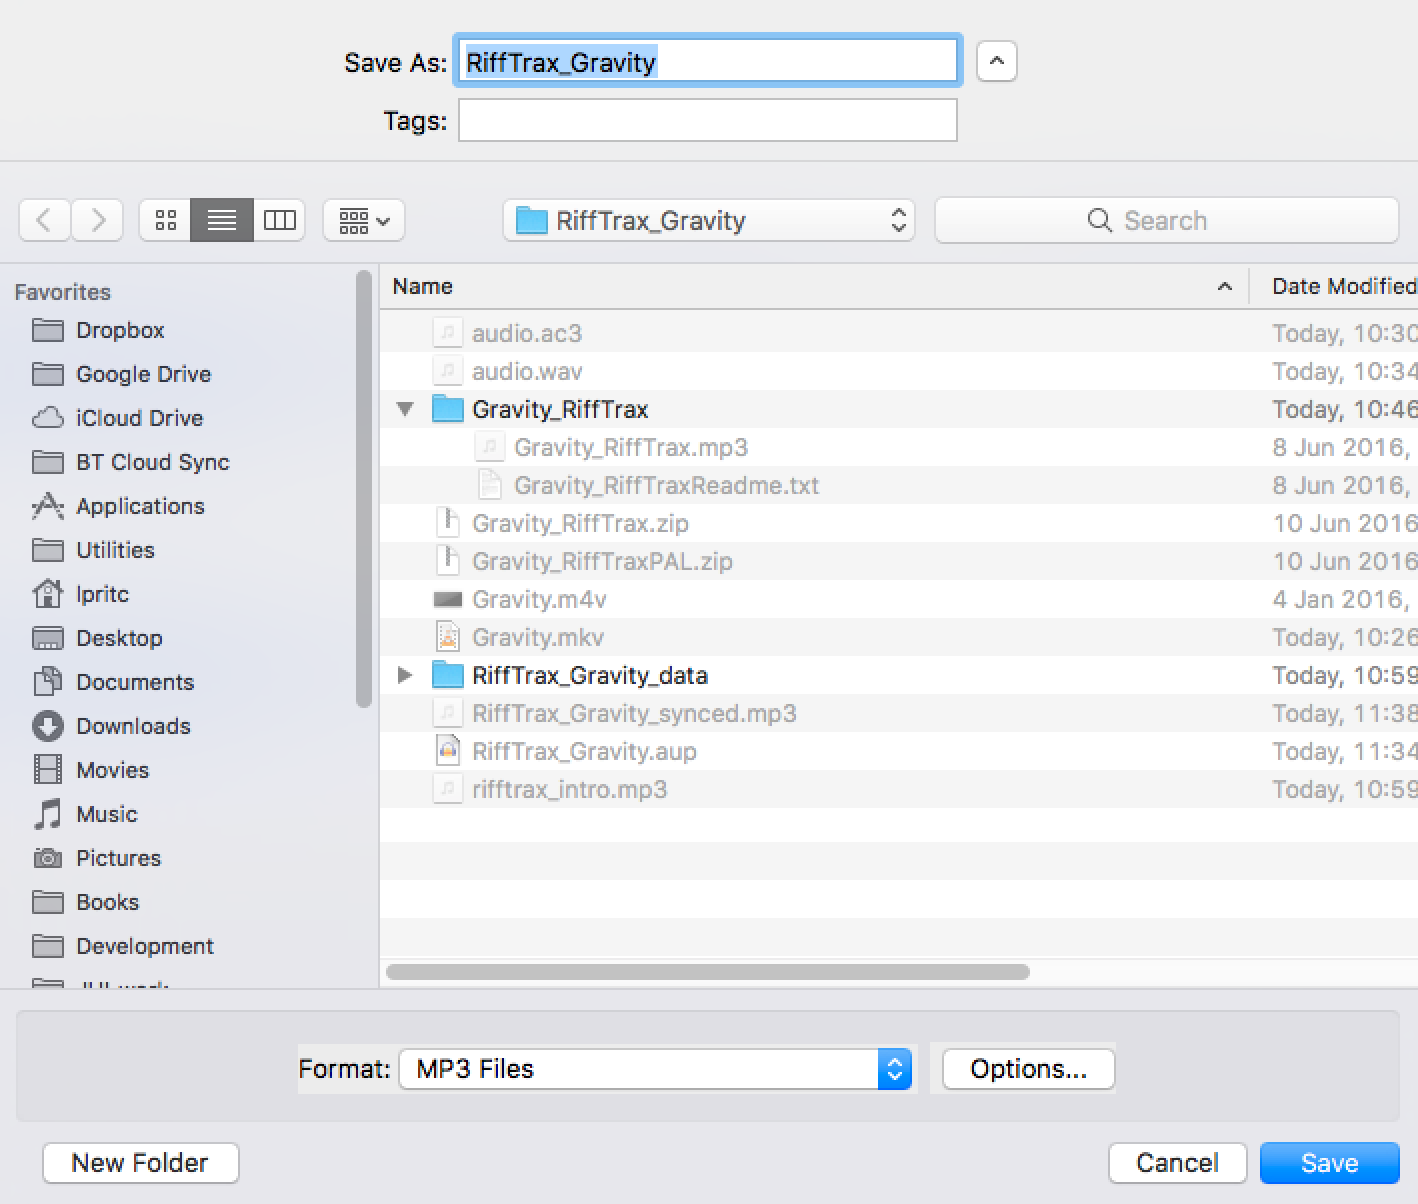 Save As: RiffTrax_Gravity
Tags:
RiffTrax_Gravity
Search
Favorites
Dropbox
Google Drive
iCloud Drive
BT Cloud Sync
Applications
Utilities
lpritc
Desktop
Documents
Downloads
Movies
Music
Pictures
Books
Development
Name Date Modified
audio.ac3 Today, 10:30
audio.wav Today, 10:34
Gravity_RiffTrax Today, 10:46
Gravity_RiffTrax.mp3 8 Jun 2016,
Gravity_RiffTraxReadme.txt 8 Jun 2016,
Gravity_RiffTrax.zip 10 Jun 2016
Gravity_RiffTraxPAL.zip 10 Jun 2016
Gravity.m4v 4 Jan 2016,
Gravity.mkv Today, 10:26
RiffTrax_Gravity_data Today, 10:59
RiffTrax_Gravity_synced.mp3 Today, 11:38
RiffTrax_Gravity.aup Today, 11:34
rifftrax_intro.mp3 Today, 10:59
Format: MP3 Files Options...
New Folder Cancel Save